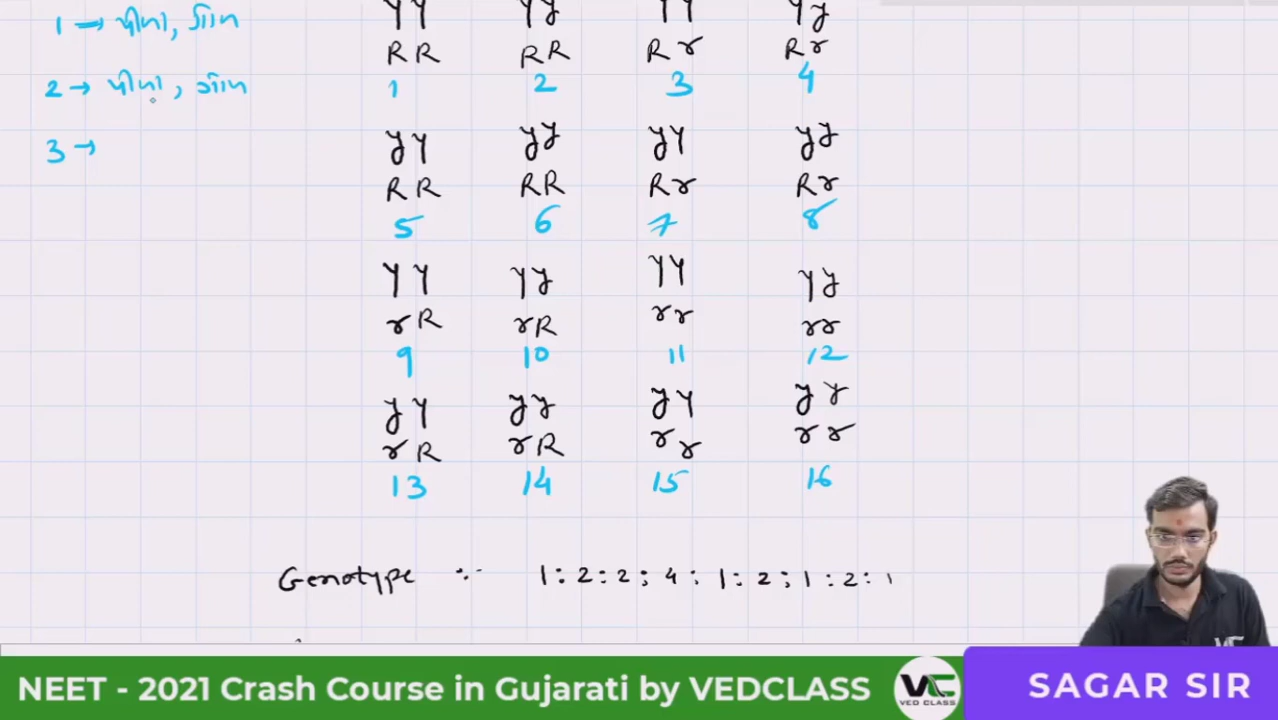 1 → પીળા, ગોળ
YY Yy YY Yy
RR RR Rr Rr
2 → પીળા, ગોળ
1 2 3 4
3 →
yY yy yY yy
RR RR Rr Rr
5 6 7 8
YY Yy YY Yy
rR rR rr rr
9 10 11 12
yY yy yY yy
rR rR rr rr
13 14 15 16
Genotype :- 1 : 2 : 2 : 4 : 1 : 2 : 1 : 2 : 1
NEET - 2021 Crash Course in Gujarati by VEDCLASS
VED CLASS
SAGAR SIR